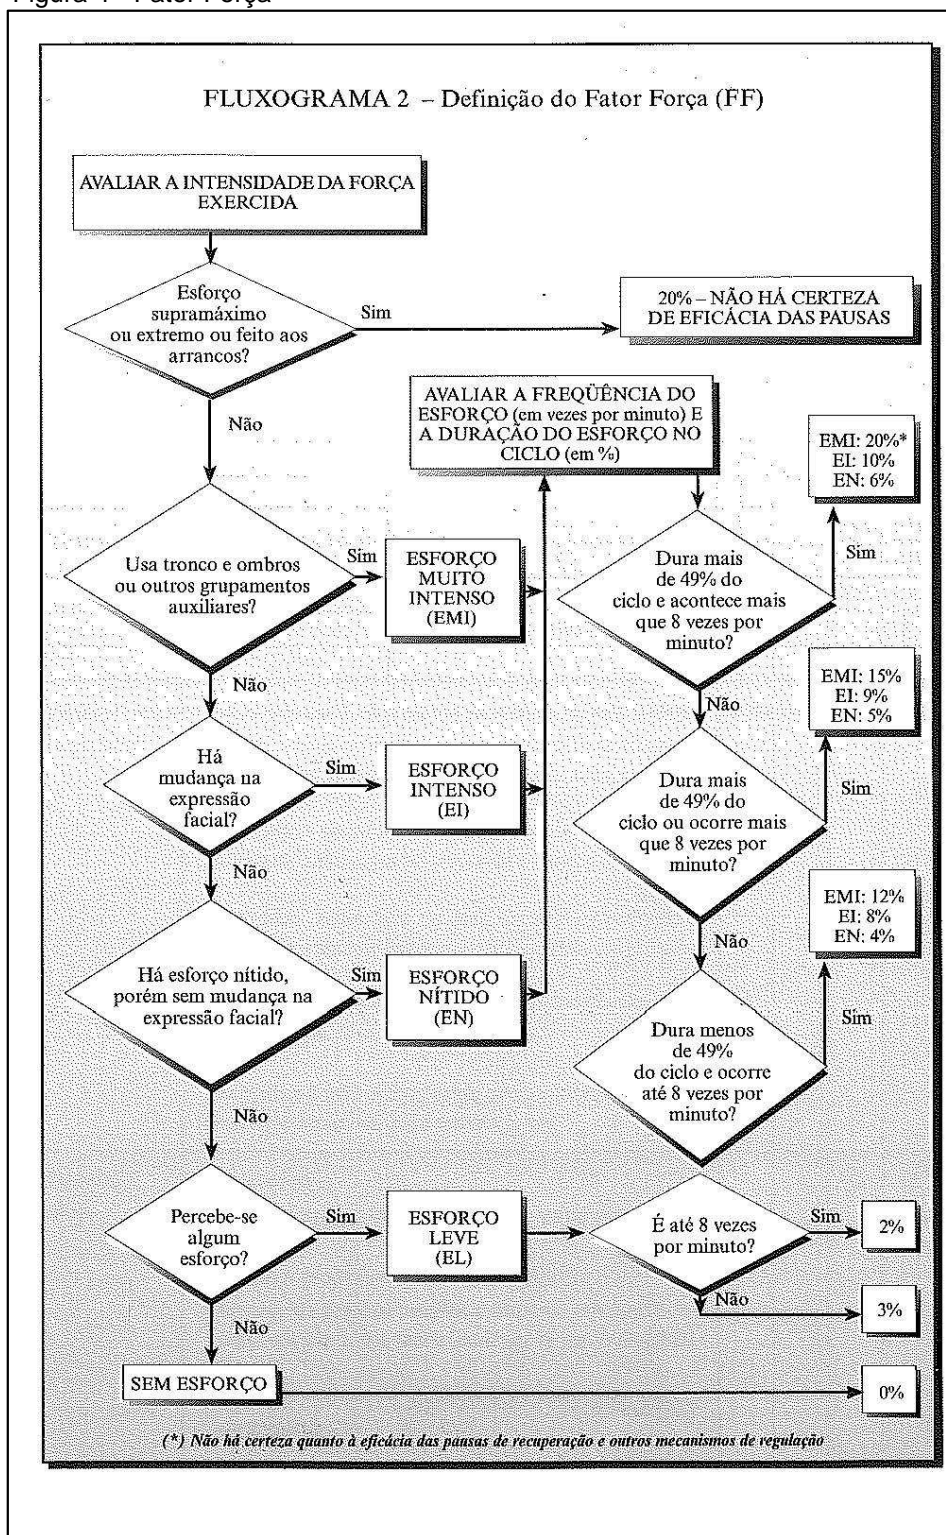 FLUXOGRAMA 2 – Definição do Fator Força (FF)
AVALIAR A INTENSIDADE DA FORÇA
EXERCIDA
Esforço
supramáximo
ou extremo ou feito aos
arrancos?
Sim
20% – NÃO HÁ CERTEZA
DE EFICÁCIA DAS PAUSAS
Não
AVALIAR A FREQÜÊNCIA DO
ESFORÇO (em vezes por minuto) E
A DURAÇÃO DO ESFORÇO NO
CICLO (em %)
EMI: 20%*
EI: 10%
EN: 6%
Usa tronco e ombros
ou outros grupamentos
auxiliares?
Sim
ESFORÇO
MUITO
INTENSO
(EMI)
Dura mais
de 49% do
ciclo e acontece mais
que 8 vezes por
minuto?
Sim
Não
Não
EMI: 15%
EI: 9%
EN: 5%
Há
mudança na
expressão
facial?
Sim
ESFORÇO
INTENSO
(EI)
Dura mais
de 49% do
ciclo ou ocorre mais
que 8 vezes por
minuto?
Sim
Não
Não
EMI: 12%
EI: 8%
EN: 4%
Há esforço nítido,
porém sem mudança na
expressão facial?
Sim
ESFORÇO
NÍTIDO
(EN)
Dura menos
de 49%
do ciclo e ocorre
até 8 vezes por
minuto?
Sim
Não
Percebe-se
algum
esforço?
Sim
ESFORÇO
LEVE
(EL)
É até 8 vezes
por minuto?
Sim
2%
Não
3%
Não
SEM ESFORÇO
0%
(*) Não há certeza quanto à eficácia das pausas de recuperação e outros mecanismos de regulação